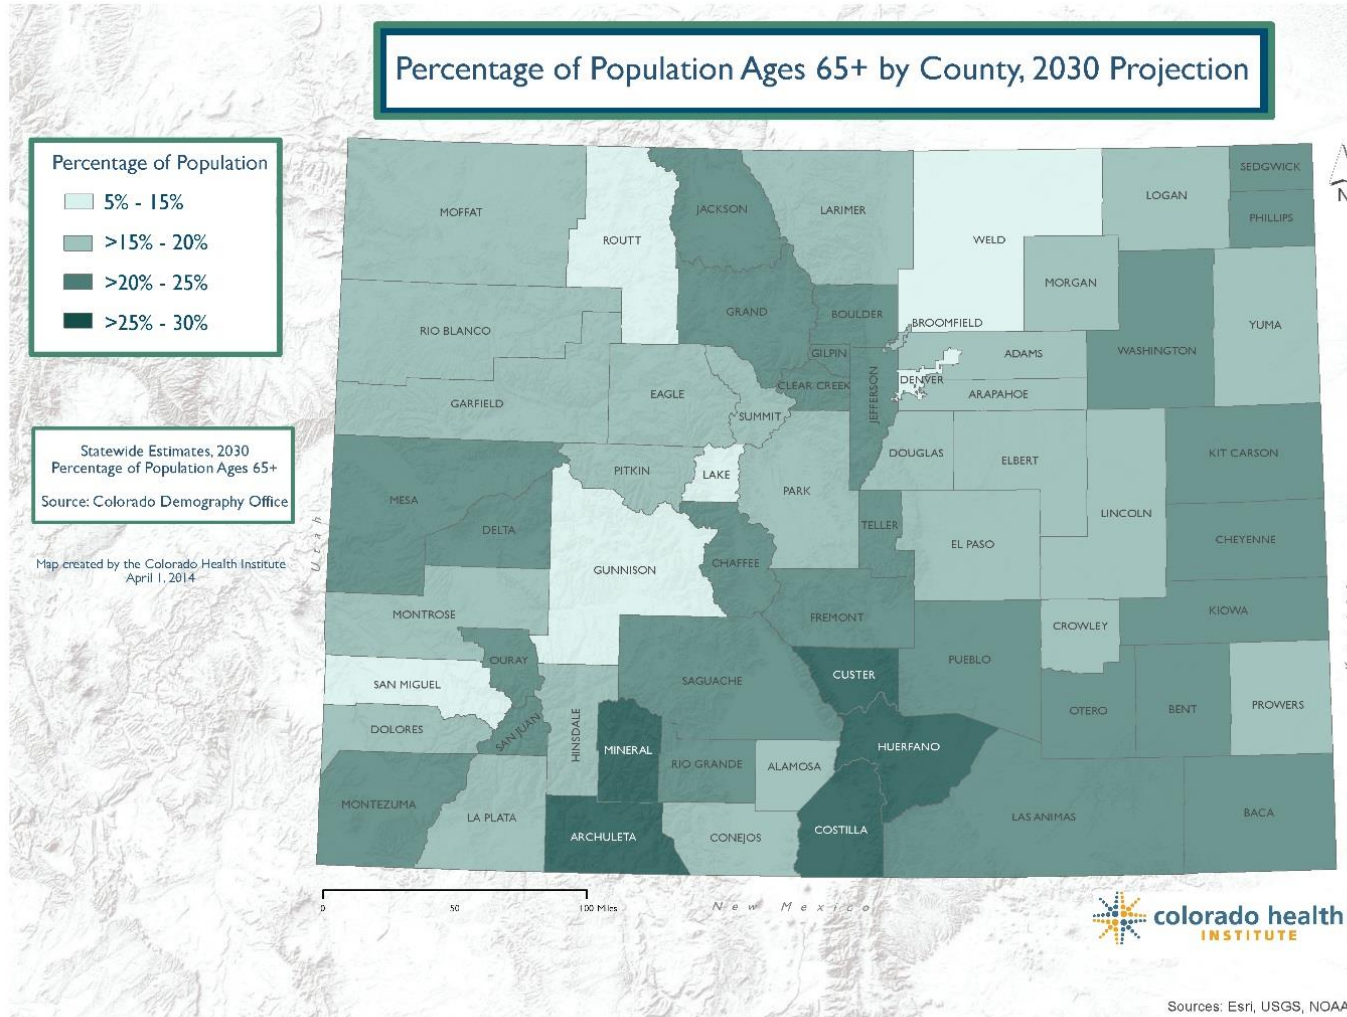 Percentage of Population Ages 65+ by County, 2030 Projection
Percentage of Population
5% - 15%
>15% - 20%
>20% - 25%
>25% - 30%
Statewide Estimates, 2030
Percentage of Population Ages 65+
Source: Colorado Demography Office
Map created by the Colorado Health Institute
April 1, 2014
Utah
N
MOFFAT
ROUTT
JACKSON
LARIMER
WELD
LOGAN
SEDGWICK
PHILLIPS
MORGAN
RIO BLANCO
GRAND
BOULDER
BROOMFIELD
YUMA
GILPIN
ADAMS
WASHINGTON
CLEAR CREEK
DENVER
JEFFERSON
ARAPAHOE
GARFIELD
EAGLE
SUMMIT
DOUGLAS
ELBERT
KIT CARSON
PITKIN
LAKE
PARK
MESA
LINCOLN
DELTA
TELLER
EL PASO
CHEYENNE
GUNNISON
CHAFFEE
MONTROSE
FREMONT
CROWLEY
KIOWA
OURAY
PUEBLO
SAN MIGUEL
SAGUACHE
CUSTER
OTERO
BENT
PROWERS
DOLORES
SAN JUAN
HINSDALE
MINERAL
RIO GRANDE
ALAMOSA
HUERFANO
MONTEZUMA
LA PLATA
ARCHULETA
CONEJOS
COSTILLA
LAS ANIMAS
BACA
0 50 100 Miles
New Mexico
colorado health
INSTITUTE
Sources: Esri, USGS, NOAA